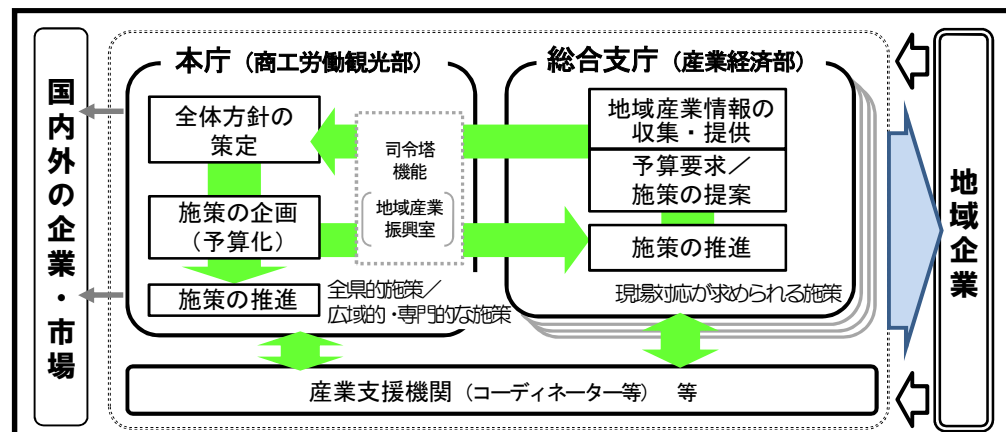 国内外の企業・市場
本庁（商工労働観光部）
全体方針の
策定
施策の企画
（予算化）
施策の推進
全県的施策／
広域的・専門的な施策
司令塔
機能
地域産業
振興室
総合支庁（産業経済部）
地域産業情報の
収集・提供
予算要求／
施策の提案
施策の推進
現場対応が求められる施策
産業支援機関（コーディネーター等） 等
地域企業